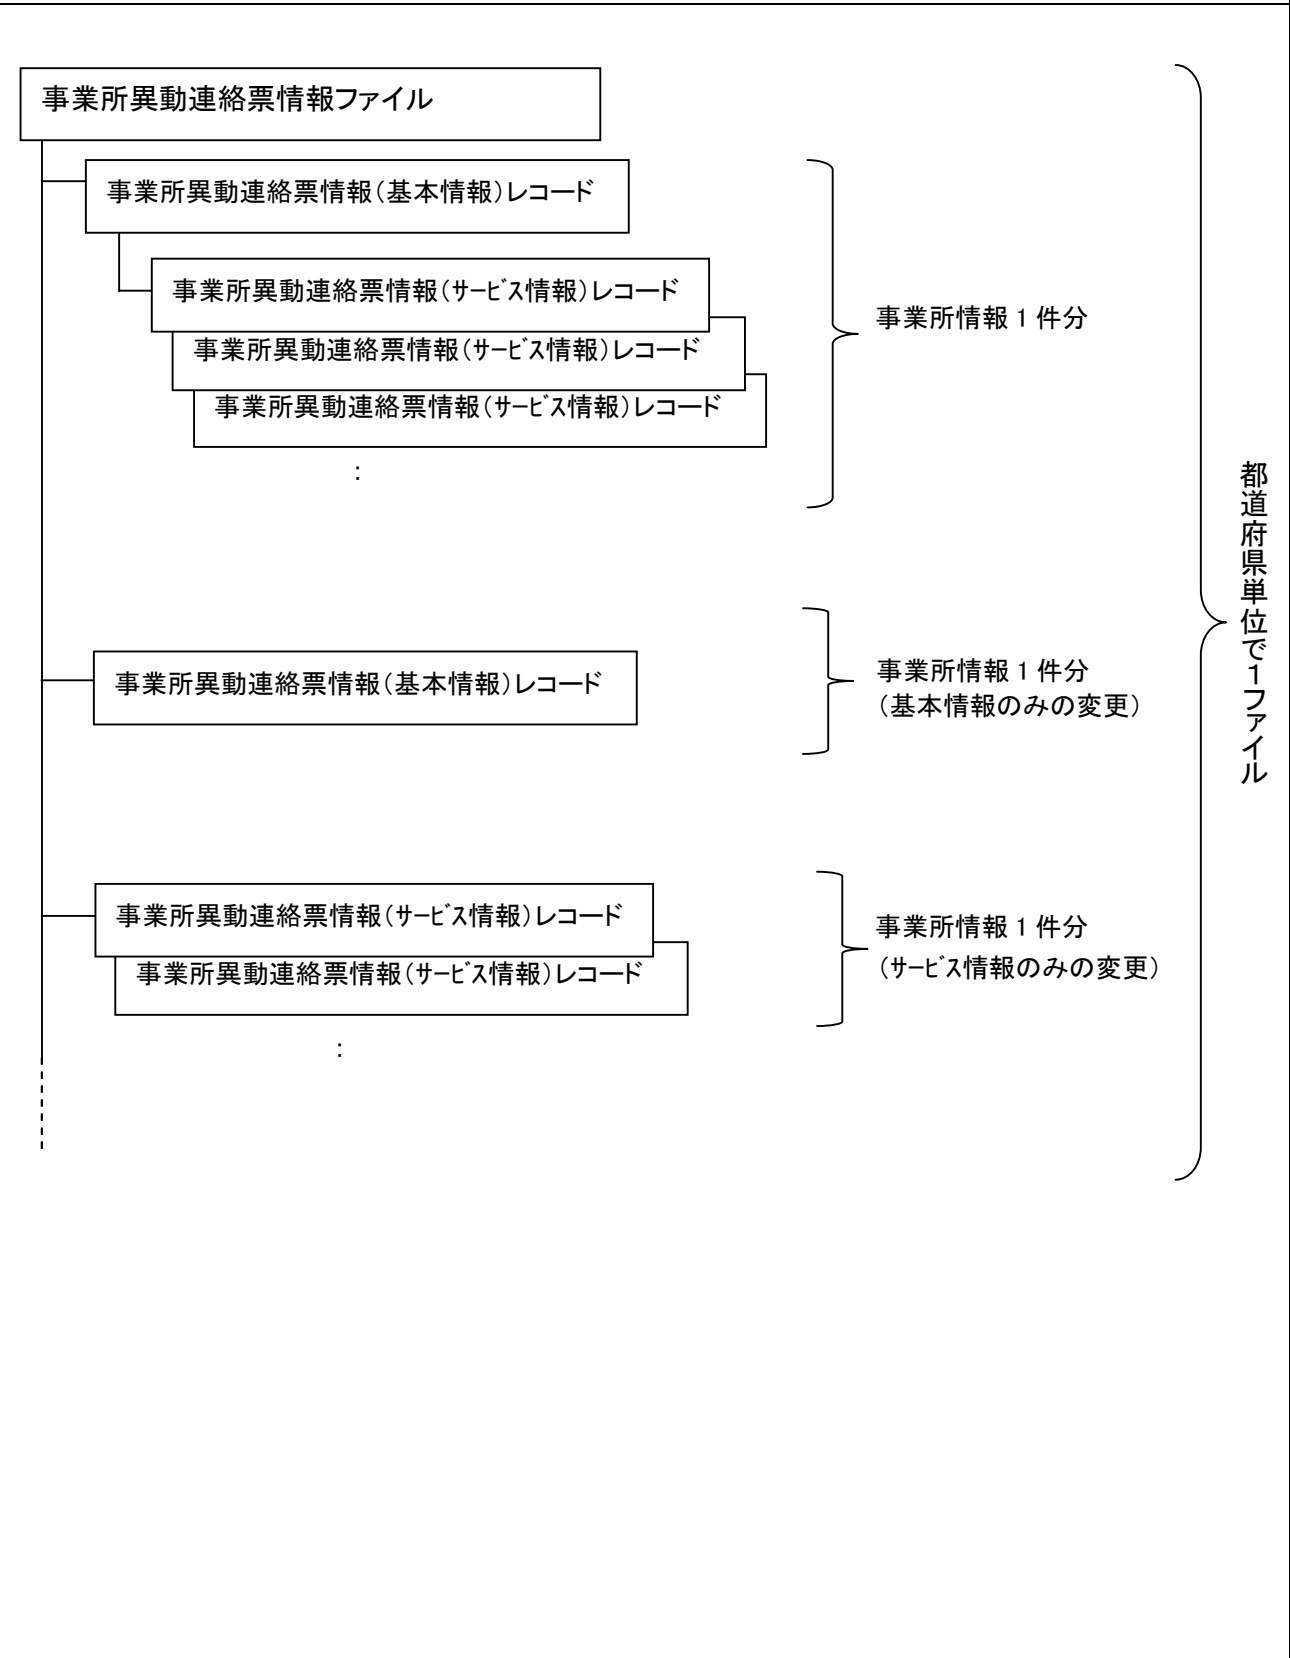 事業所異動連絡票情報ファイル
事業所異動連絡票情報（基本情報）レコード
事業所異動連絡票情報（ｻｰﾋﾞｽ情報）レコード
事業所異動連絡票情報（ｻｰﾋﾞｽ情報）レコード
事業所異動連絡票情報（ｻｰﾋﾞｽ情報）レコード
：
事業所情報１件分
事業所異動連絡票情報（基本情報）レコード
事業所情報１件分
（基本情報のみの変更）
事業所異動連絡票情報（ｻｰﾋﾞｽ情報）レコード
事業所異動連絡票情報（ｻｰﾋﾞｽ情報）レコード
：
事業所情報１件分
（ｻｰﾋﾞｽ情報のみの変更）
都道府県単位で１ファイル